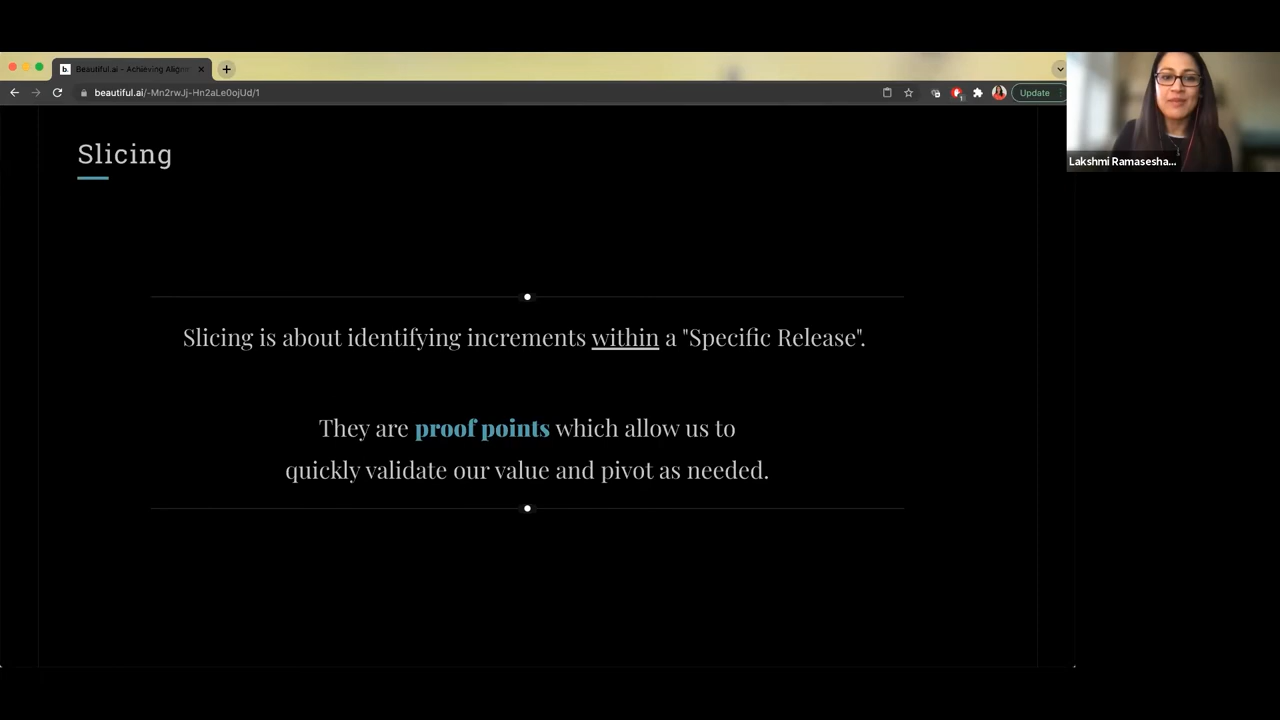 Beautiful.ai - Achieving Alignm
beautiful.ai/-Mn2rwJj-Hn2aLe0ojUd/1
Update
Lakshmi Ramasesha...
Slicing
Slicing is about identifying increments within a "Specific Release".
They are proof points which allow us to
quickly validate our value and pivot as needed.